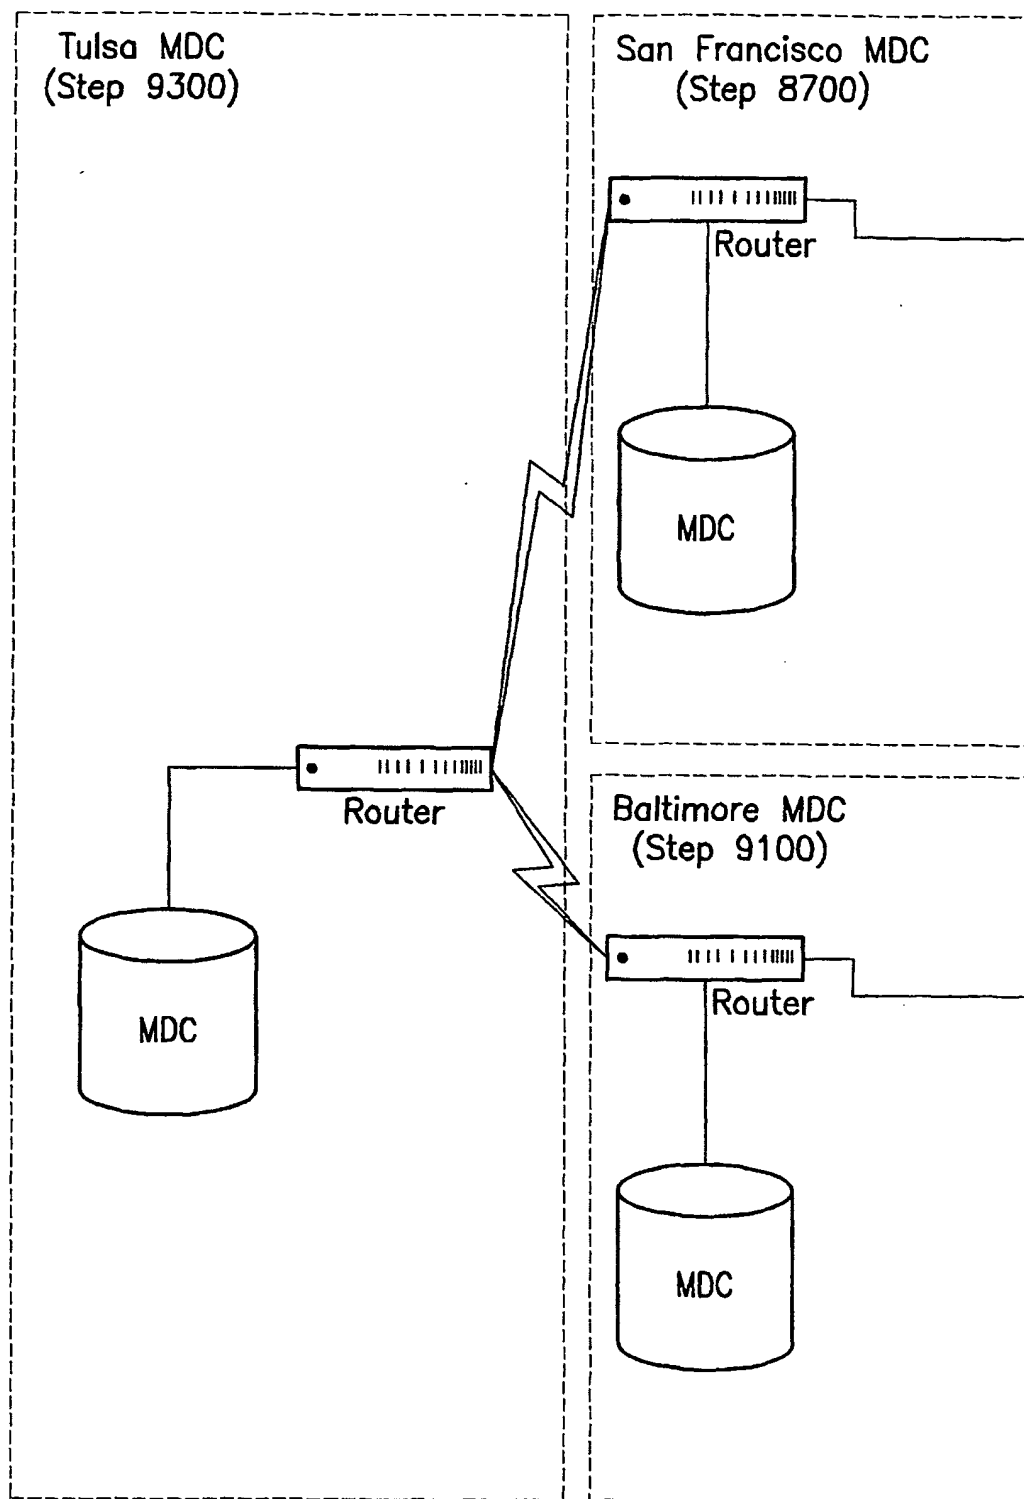 Tulsa MDC
(Step 9300)
San Francisco MDC
(Step 8700)
Router
MDC
Router
MDC
Baltimore MDC
(Step 9100)
Router
MDC